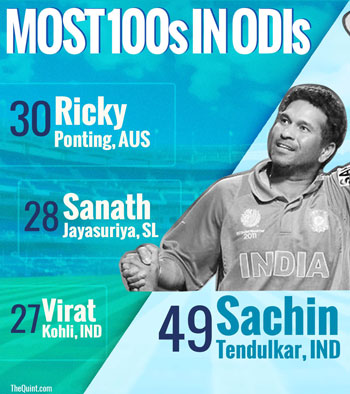 MOST 100s IN ODIs
30 Ricky
Ponting, AUS
28 Sanath
Jayasuriya, SL
27 Virat
Kohli, IND
49 Sachin
Tendulkar, IND
2011
INDIA
TheQuint.com